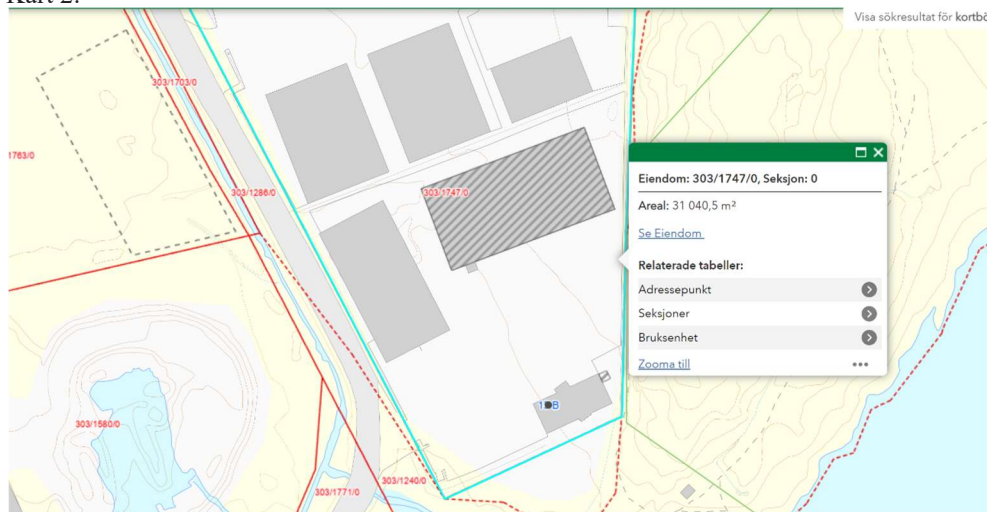 Kart 2:
Visa sökresultat för kortbö
303/1703/0
1763/0
303/1286/0
303/1747/0
Eiendom: 303/1747/0, Seksjon: 0
Areal: 31 040,5 m²
Se Eiendom
Relaterade tabeller:
Adressepunkt
Seksjoner
Bruksenhet
Zooma till
303/1580/0
303/1771/0
303/1240/0